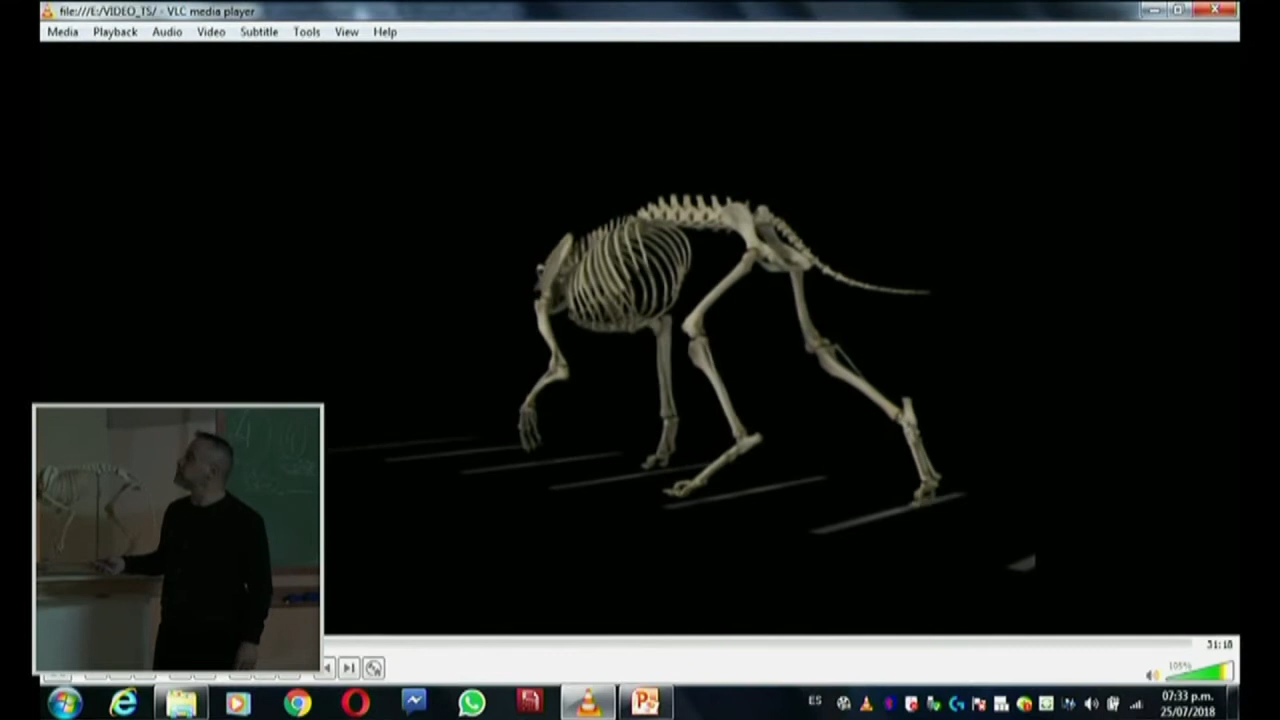 file:///E:/VIDEO_TS/ - VLC media player
Media Playback Audio Video Subtitle Tools View Help
31:18
105%
ES
07:33 p.m.
25/07/2018